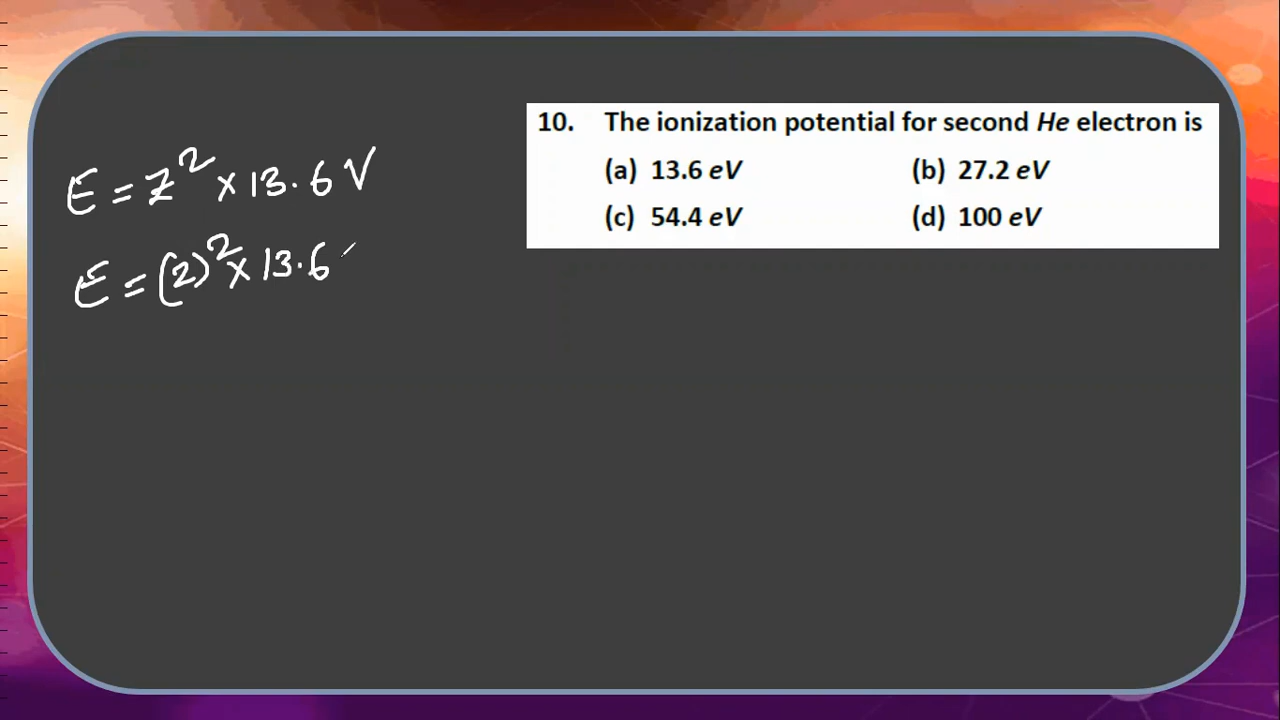 E = Z² × 13.6 V
E = (2)² × 13.6
10. The ionization potential for second He electron is
(a) 13.6 eV (b) 27.2 eV
(c) 54.4 eV (d) 100 eV